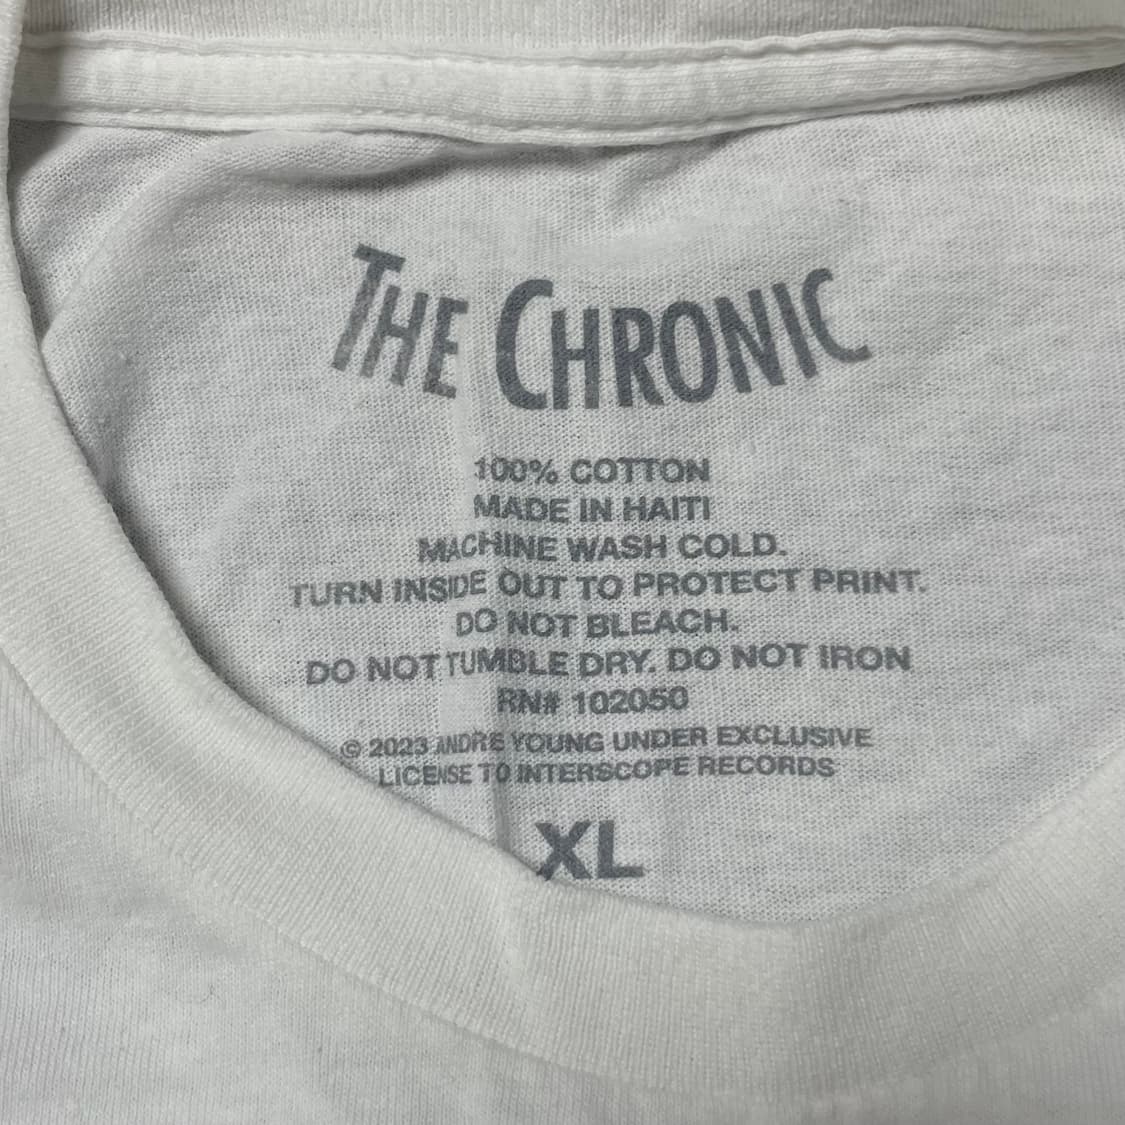 THE CHRONIC
100% COTTON
MADE IN HAITI
MACHINE WASH COLD.
TURN INSIDE OUT TO PROTECT PRINT.
DO NOT BLEACH.
DO NOT TUMBLE DRY. DO NOT IRON
RN# 102050
© 2023 ANDRE YOUNG UNDER EXCLUSIVE
LICENSE TO INTERSCOPE RECORDS
XL